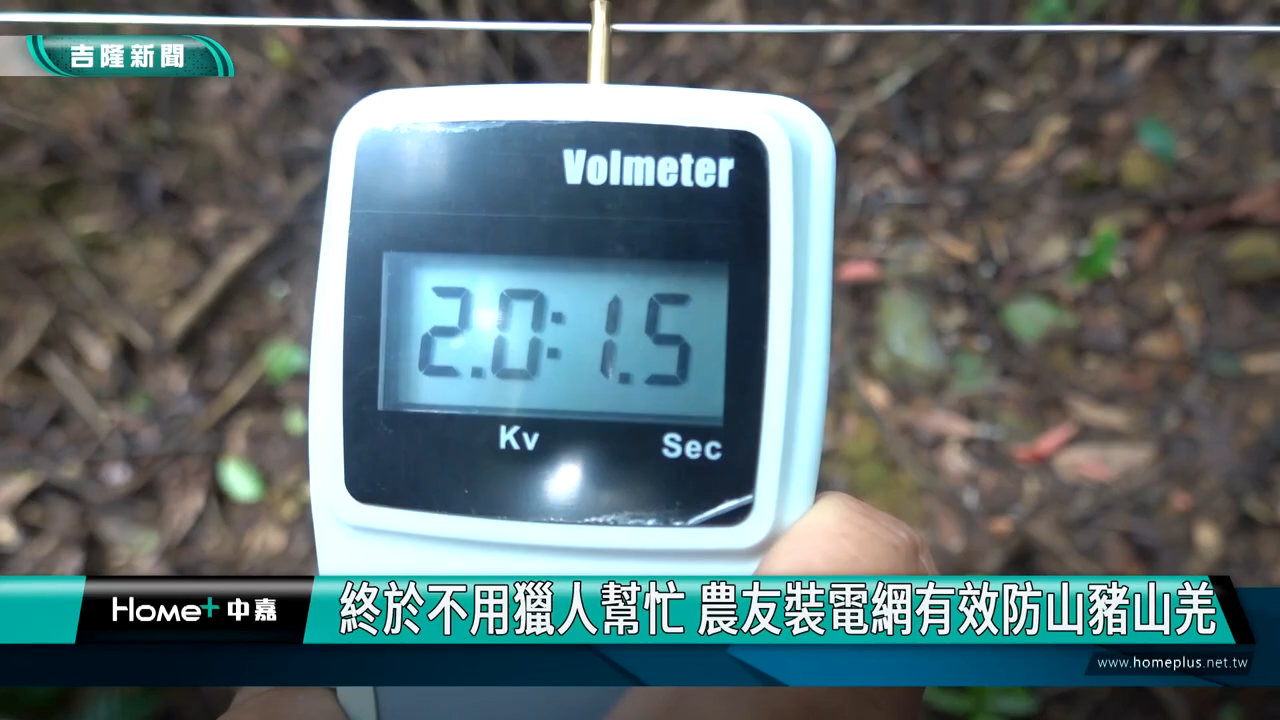 吉隆新聞
Volmeter
2.0:1.5
Kv Sec
Home+ 中嘉
終於不用獵人幫忙 農友裝電網有效防山豬山羌
www.homeplus.net.tw